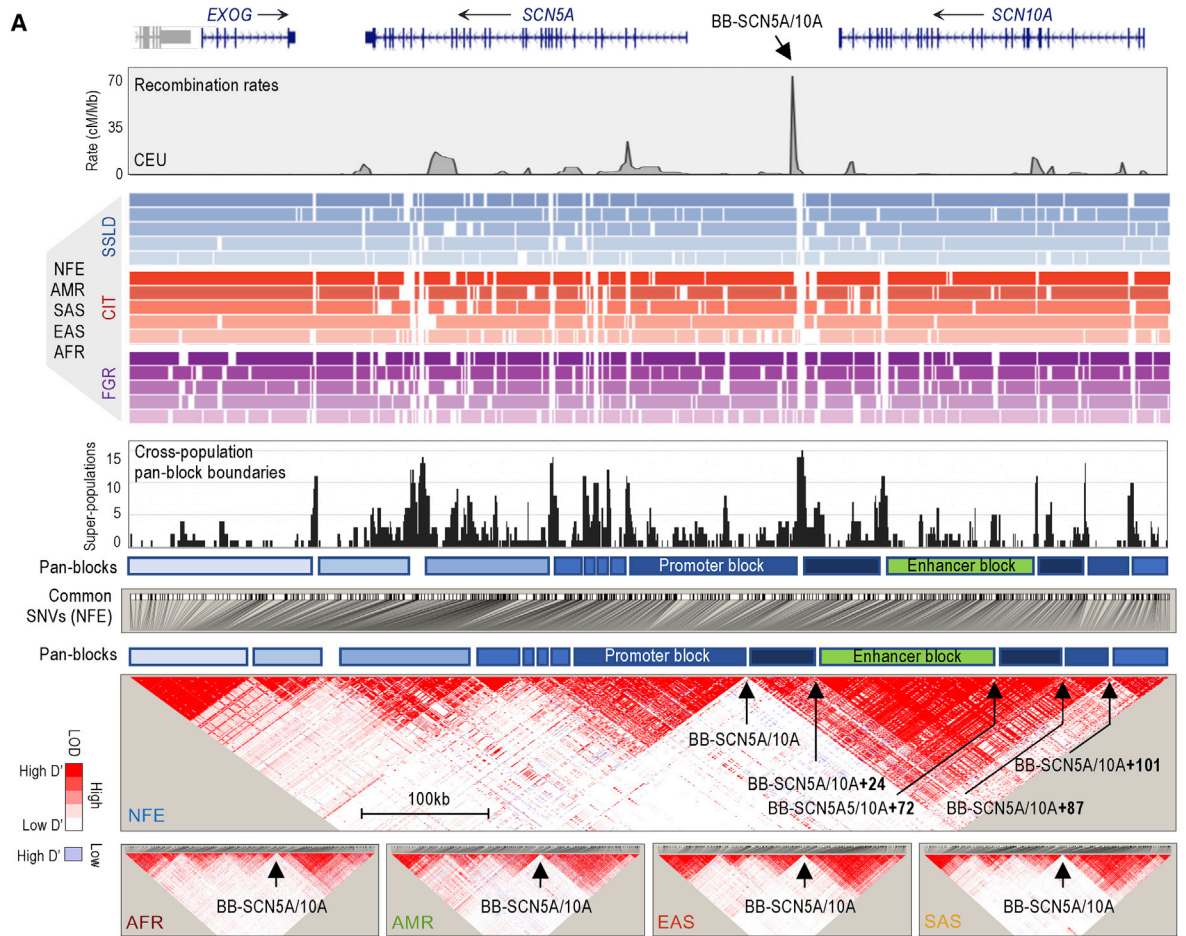 A
EXOG
SCN5A
BB-SCN5A/10A
SCN10A
70
35
0
Rate (cM/Mb)
Recombination rates
CEU
NFE
AMR
SAS
EAS
AFR
SSLD
CIT
FGR
Super-populations
15
10
5
0
Cross-population
pan-block boundaries
Pan-blocks
Promoter block
Enhancer block
Common
SNVs (NFE)
Pan-blocks
Promoter block
Enhancer block
BB-SCN5A/10A
BB-SCN5A/10A+24
BB-SCN5A5/10A+72
BB-SCN5A/10A+87
BB-SCN5A/10A+101
100kb
NFE
LOD
High D'
Low D'
High
High D'
Low
BB-SCN5A/10A
AFR
BB-SCN5A/10A
AMR
BB-SCN5A/10A
EAS
BB-SCN5A/10A
SAS